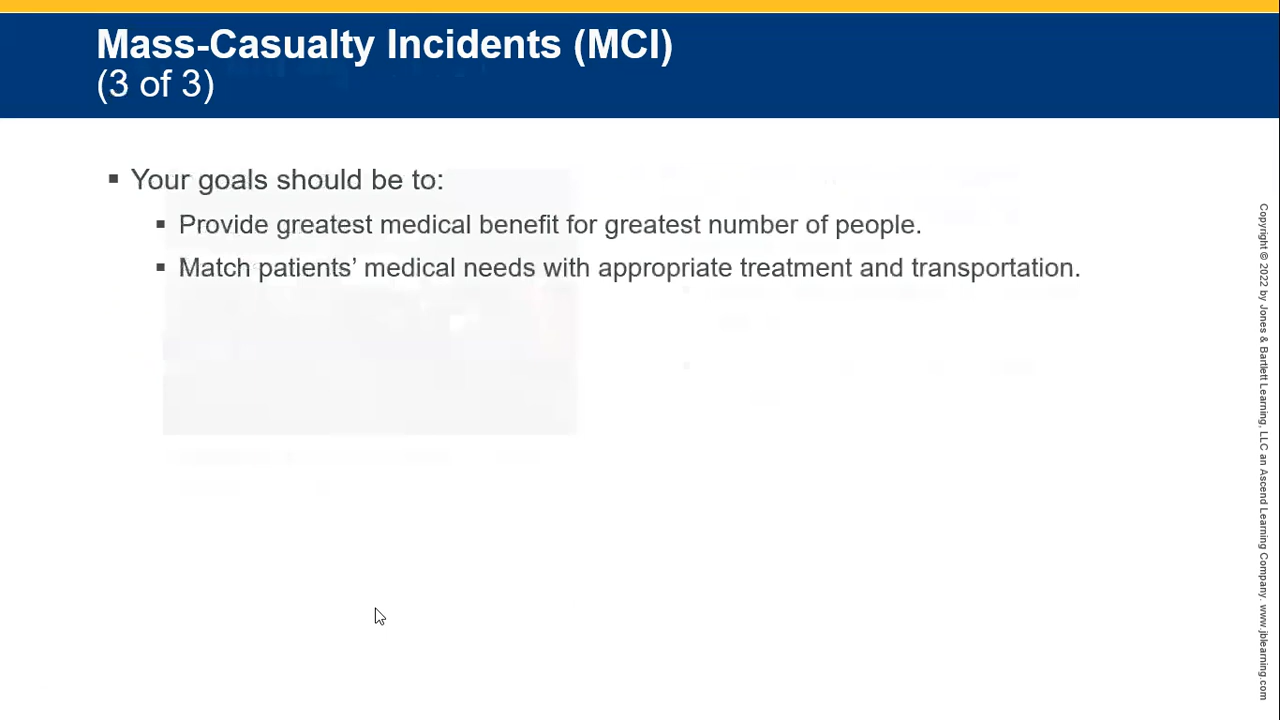 Mass-Casualty Incidents (MCI)
(3 of 3)
▪ Your goals should be to:
▪ Provide greatest medical benefit for greatest number of people.
▪ Match patients’ medical needs with appropriate treatment and transportation.
Copyright © 2022 by Jones & Bartlett Learning, LLC an Ascend Learning Company. www.jblearning.com